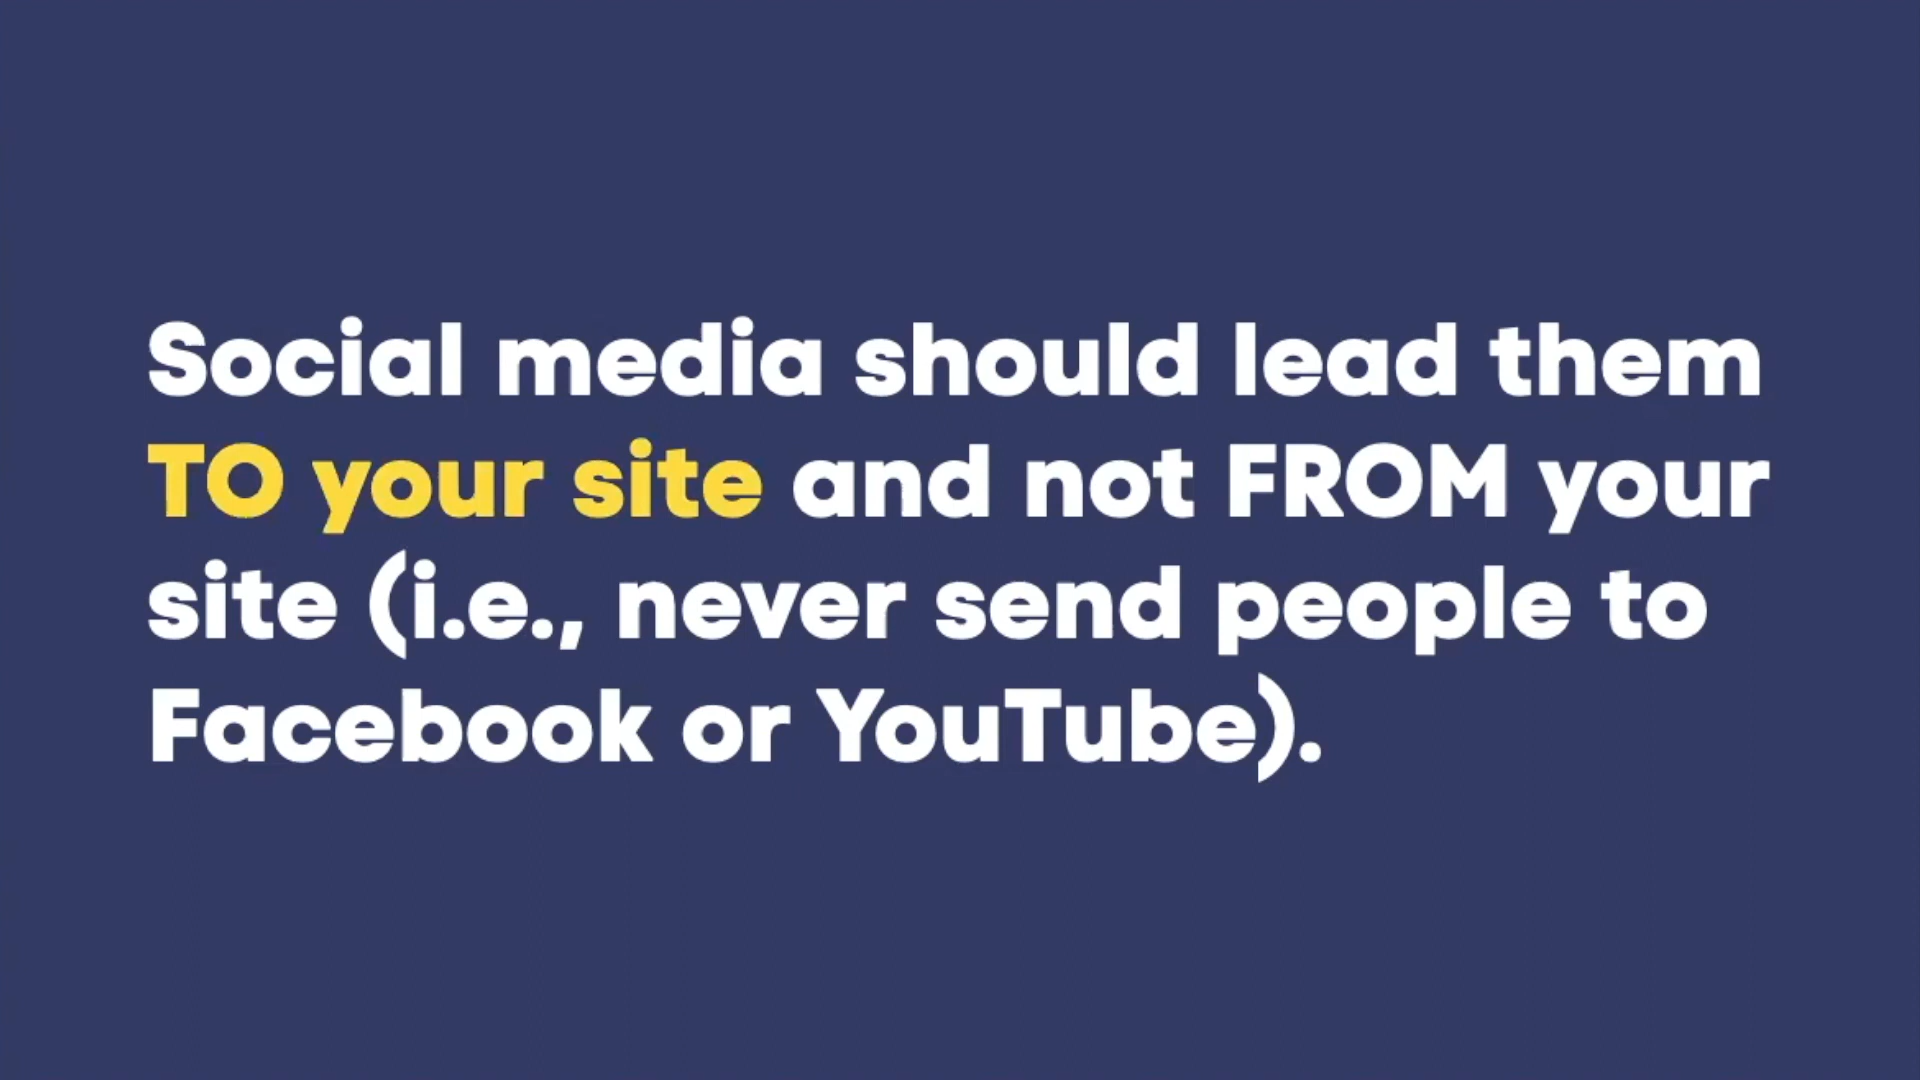 Social media should lead them
TO your site and not FROM your
site (i.e., never send people to
Facebook or YouTube).